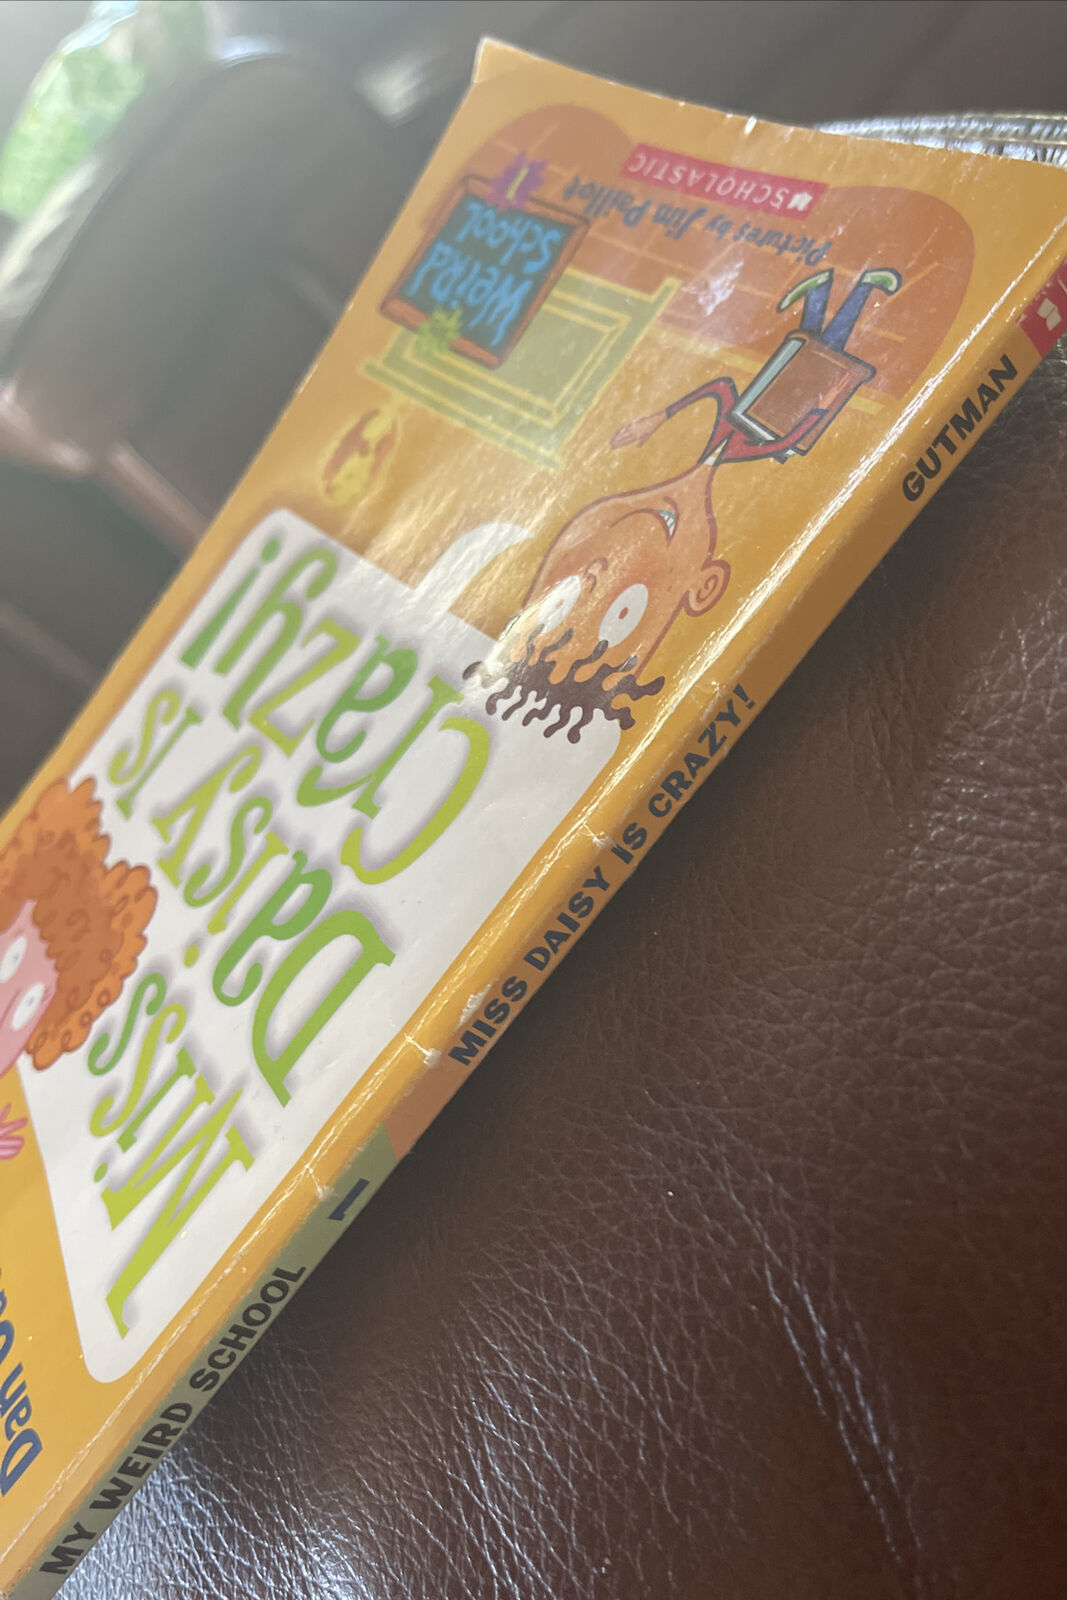 Dan
Miss
Daisy Is
Crazy!
Weird
School
1
Pictures by Jim Paillot
SCHOLASTIC
MY WEIRD SCHOOL 1 MISS DAISY IS CRAZY! GUTMAN